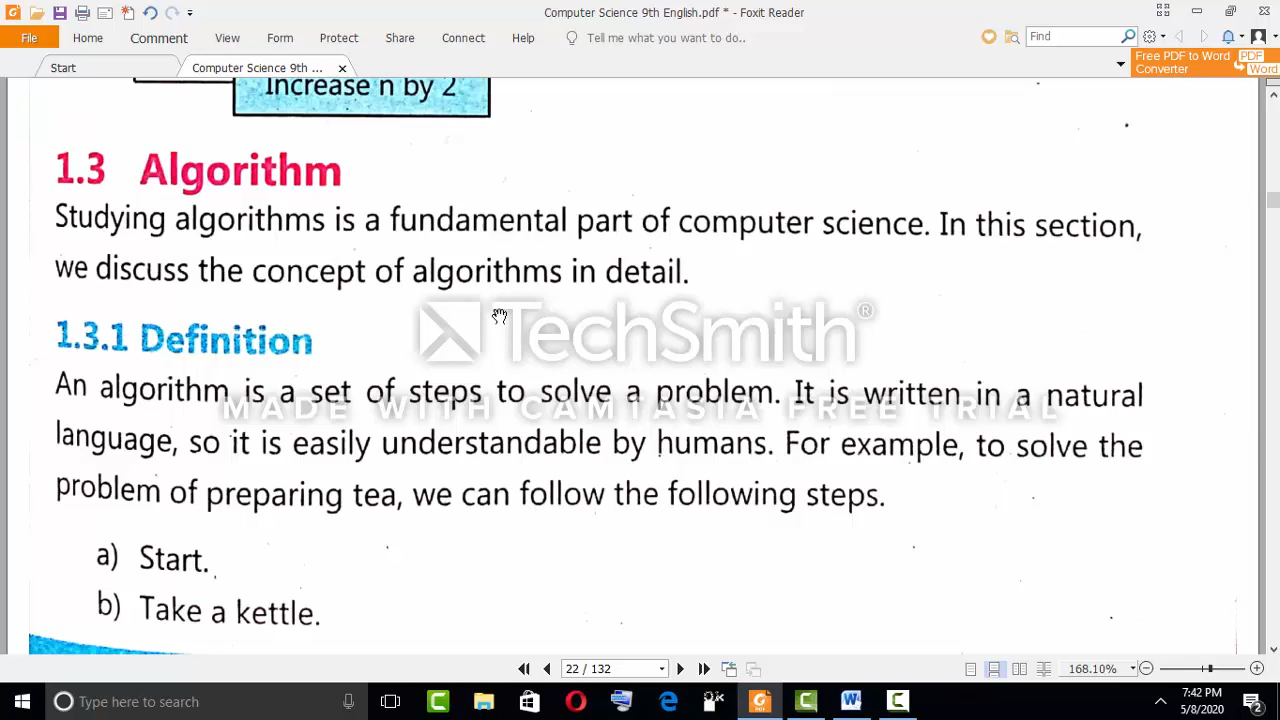 Computer Science 9th English.pdf * - Foxit Reader
File Home Comment View Form Protect Share Connect Help Tell me what you want to do.. Find
Start Computer Science 9th ... Free PDF to Word Converter PDF Word
Increase n by 2
1.3 Algorithm
Studying algorithms is a fundamental part of computer science. In this section,
we discuss the concept of algorithms in detail.
TechSmith®
1.3.1 Definition
An algorithm is a set of steps to solve a problem. It is written in a natural
MADE WITH CAMTASIA FREE TRIAL
language, so it is easily understandable by humans. For example, to solve the
problem of preparing tea, we can follow the following steps.
a) Start.
b) Take a kettle.
22 / 132 168.10%
Type here to search 7:42 PM
5/8/2020 2